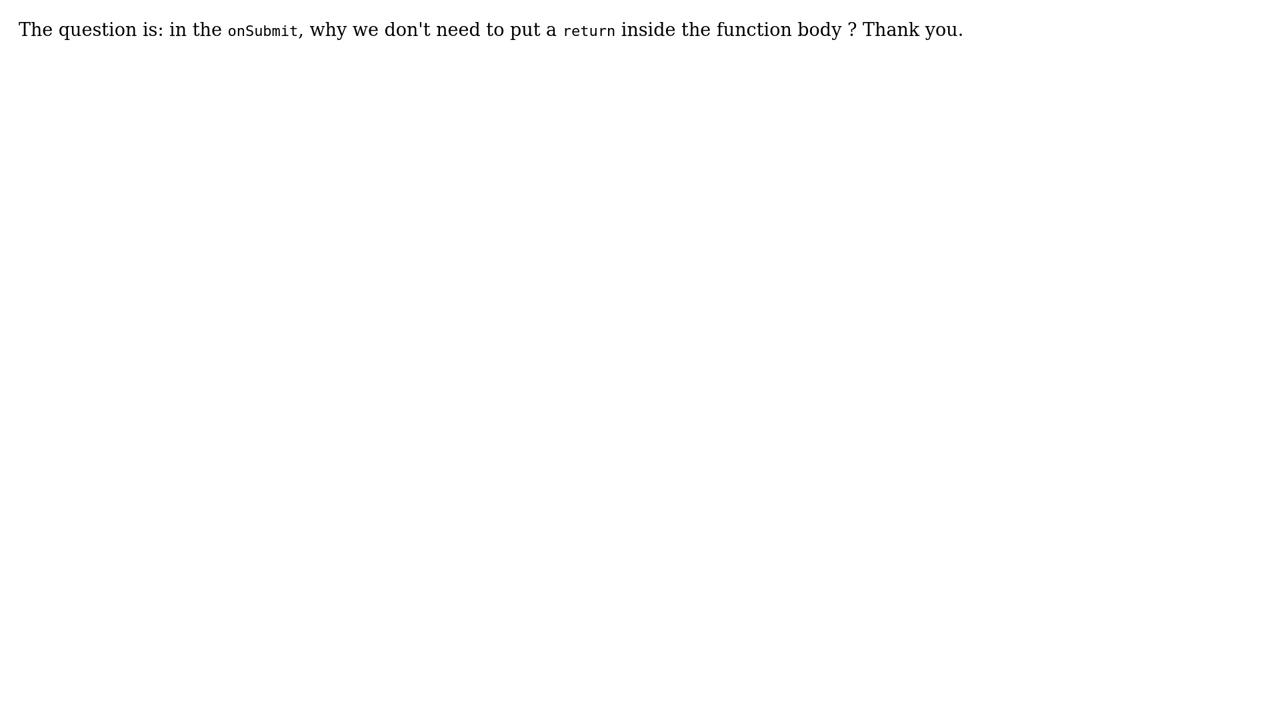 The question is: in the onSubmit, why we don't need to put a return inside the function body ? Thank you.